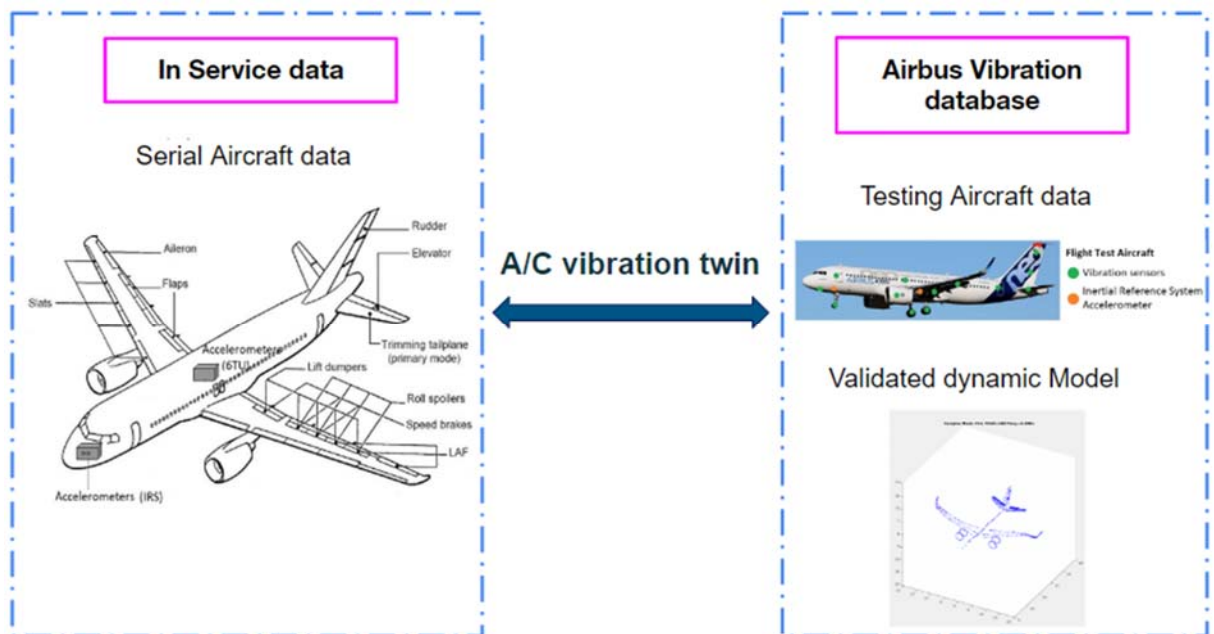 In Service data
Serial Aircraft data
Rudder
Elevator
Aileron
Flaps
Slats
Accelerometers
(6TU)
Trimming tailplane
(primary mode)
Lift dumpers
Roll spoilers
Speed brakes
LAF
Accelerometers (IRS)
A/C vibration twin
Airbus Vibration
database
Testing Aircraft data
Flight Test Aircraft
Vibration sensors
Inertial Reference System
Accelerometer
Validated dynamic Model